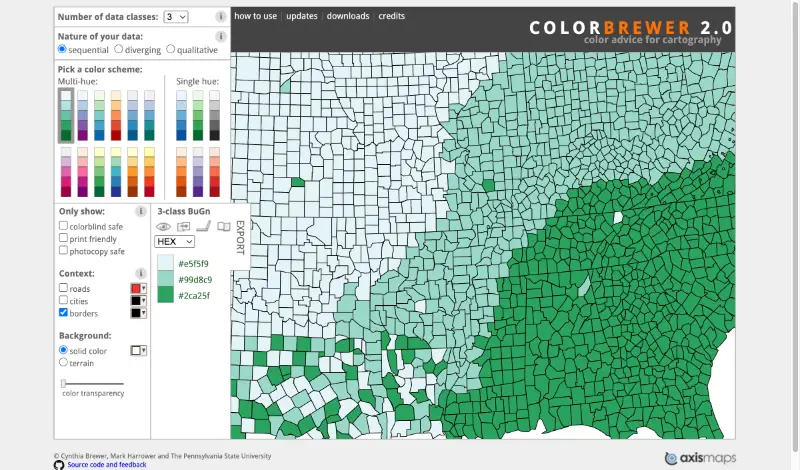 Number of data classes: 3 i
how to use | updates | downloads | credits
COLORBREWER 2.0
color advice for cartography
Nature of your data: i
sequential diverging qualitative
Pick a color scheme:
Multi-hue: Single hue:
Only show: i
colorblind safe
print friendly
photocopy safe
Context: i
roads
cities
borders
Background:
solid color
terrain
color transparency
3-class BuGn
EXPORT
HEX
#e5f5f9
#99d8c9
#2ca25f
© Cynthia Brewer, Mark Harrower and The Pennsylvania State University
Source code and feedback
axismaps